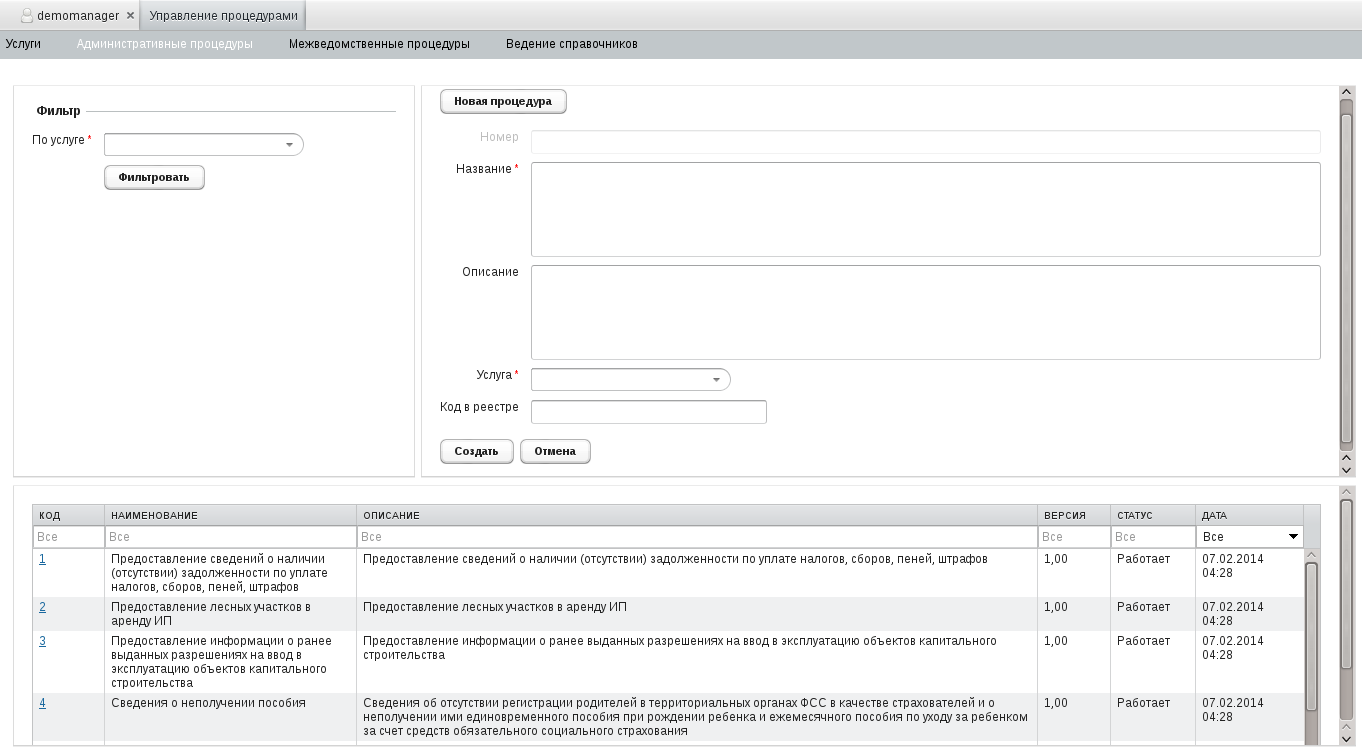 demomanager × Управление процедурами
Услуги Административные процедуры Межведомственные процедуры Ведение справочников
Фильтр
По услуге *
Фильтровать
Новая процедура
Номер
Название *
Описание
Услуга *
Код в реестре
Создать Отмена
КОД НАИМЕНОВАНИЕ ОПИСАНИЕ ВЕРСИЯ СТАТУС ДАТА
Все Все Все Все Все Все
1 Предоставление сведений о наличии Предоставление сведений о наличии (отсутствии) задолженности по уплате налогов, сборов, пеней, штрафов 1,00 Работает 07.02.2014
(отсутствии) задолженности по уплате 04:28
налогов, сборов, пеней, штрафов
2 Предоставление лесных участков в Предоставление лесных участков в аренду ИП 1,00 Работает 07.02.2014
аренду ИП 04:28
3 Предоставление информации о ранее Предоставление информации о ранее выданных разрешениях на ввод в эксплуатацию объектов капитального 1,00 Работает 07.02.2014
выданных разрешениях на ввод в строительства 04:28
эксплуатацию объектов капитального
строительства
4 Сведения о неполучении пособия Сведения об отсутствии регистрации родителей в территориальных органах ФСС в качестве страхователей и о 1,00 Работает 07.02.2014
неполучении ими единовременного пособия при рождении ребенка и ежемесячного пособия по уходу за ребенком 04:28
за счет средств обязательного социального страхования